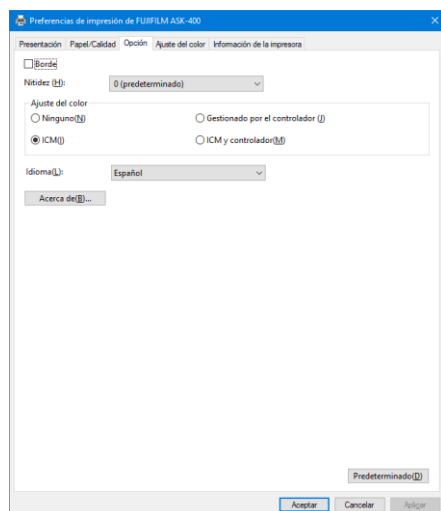 Preferencias de impresión de FUJIFILM ASK-400
Presentación Papel/Calidad Opción Ajuste del color Información de la impresora
Borde
Nitidez (H): 0 (predeterminado)
Ajuste del color
Ninguno(N) Gestionado por el controlador (J)
ICM(I) ICM y controlador(M)
Idioma(L): Español
Acerca de(B)...
Predeterminado(D)
Aceptar Cancelar Aplicar